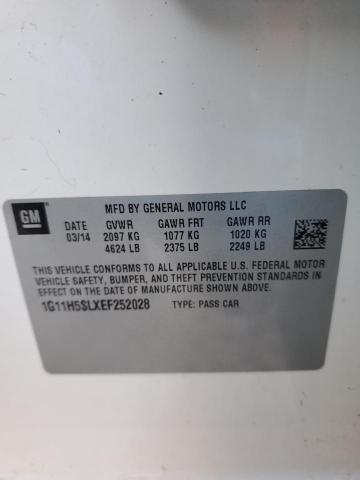 MFD BY GENERAL MOTORS LLC
GM
DATE GVWR GAWR FRT GAWR RR
03/14 2097 KG 1077 KG 1020 KG
4624 LB 2375 LB 2249 LB
THIS VEHICLE CONFORMS TO ALL APPLICABLE U.S. FEDERAL MOTOR
VEHICLE SAFETY, BUMPER, AND THEFT PREVENTION STANDARDS IN
EFFECT ON THE DATE OF MANUFACTURE SHOWN ABOVE.
1G11H5SLXEF252028 TYPE: PASS CAR